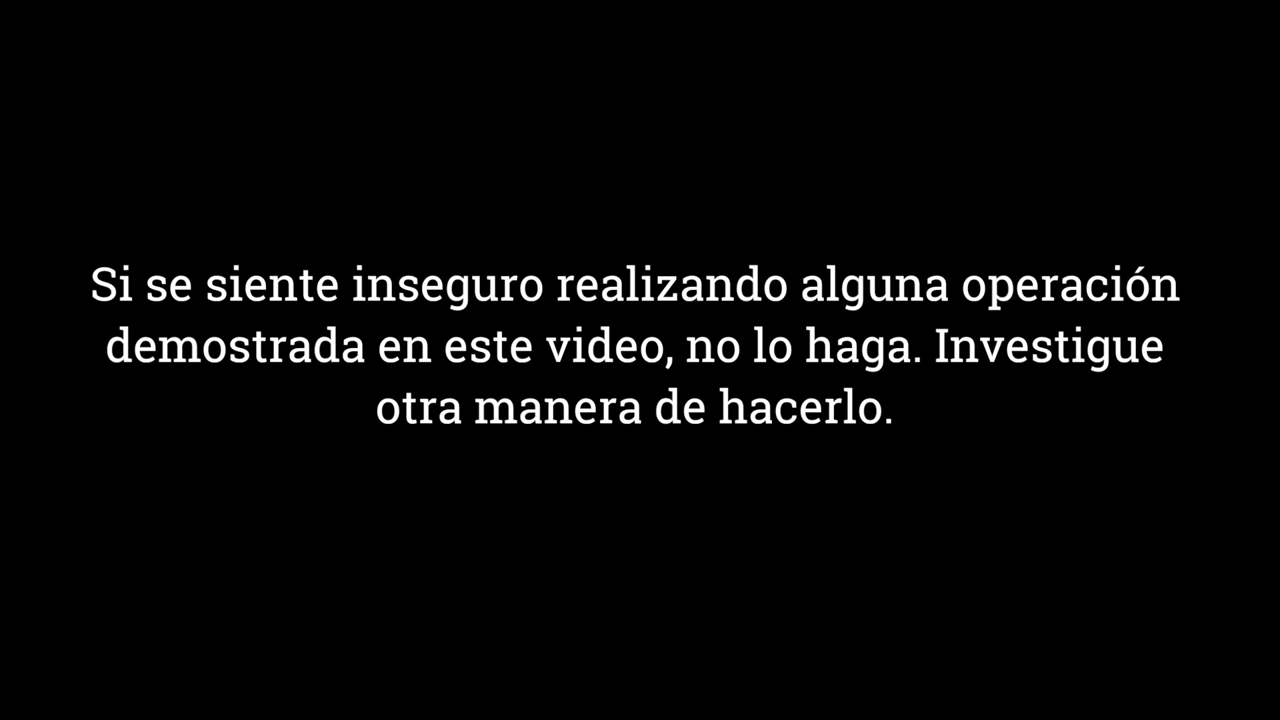 Si se siente inseguro realizando alguna operación
demostrada en este video, no lo haga. Investigue
otra manera de hacerlo.